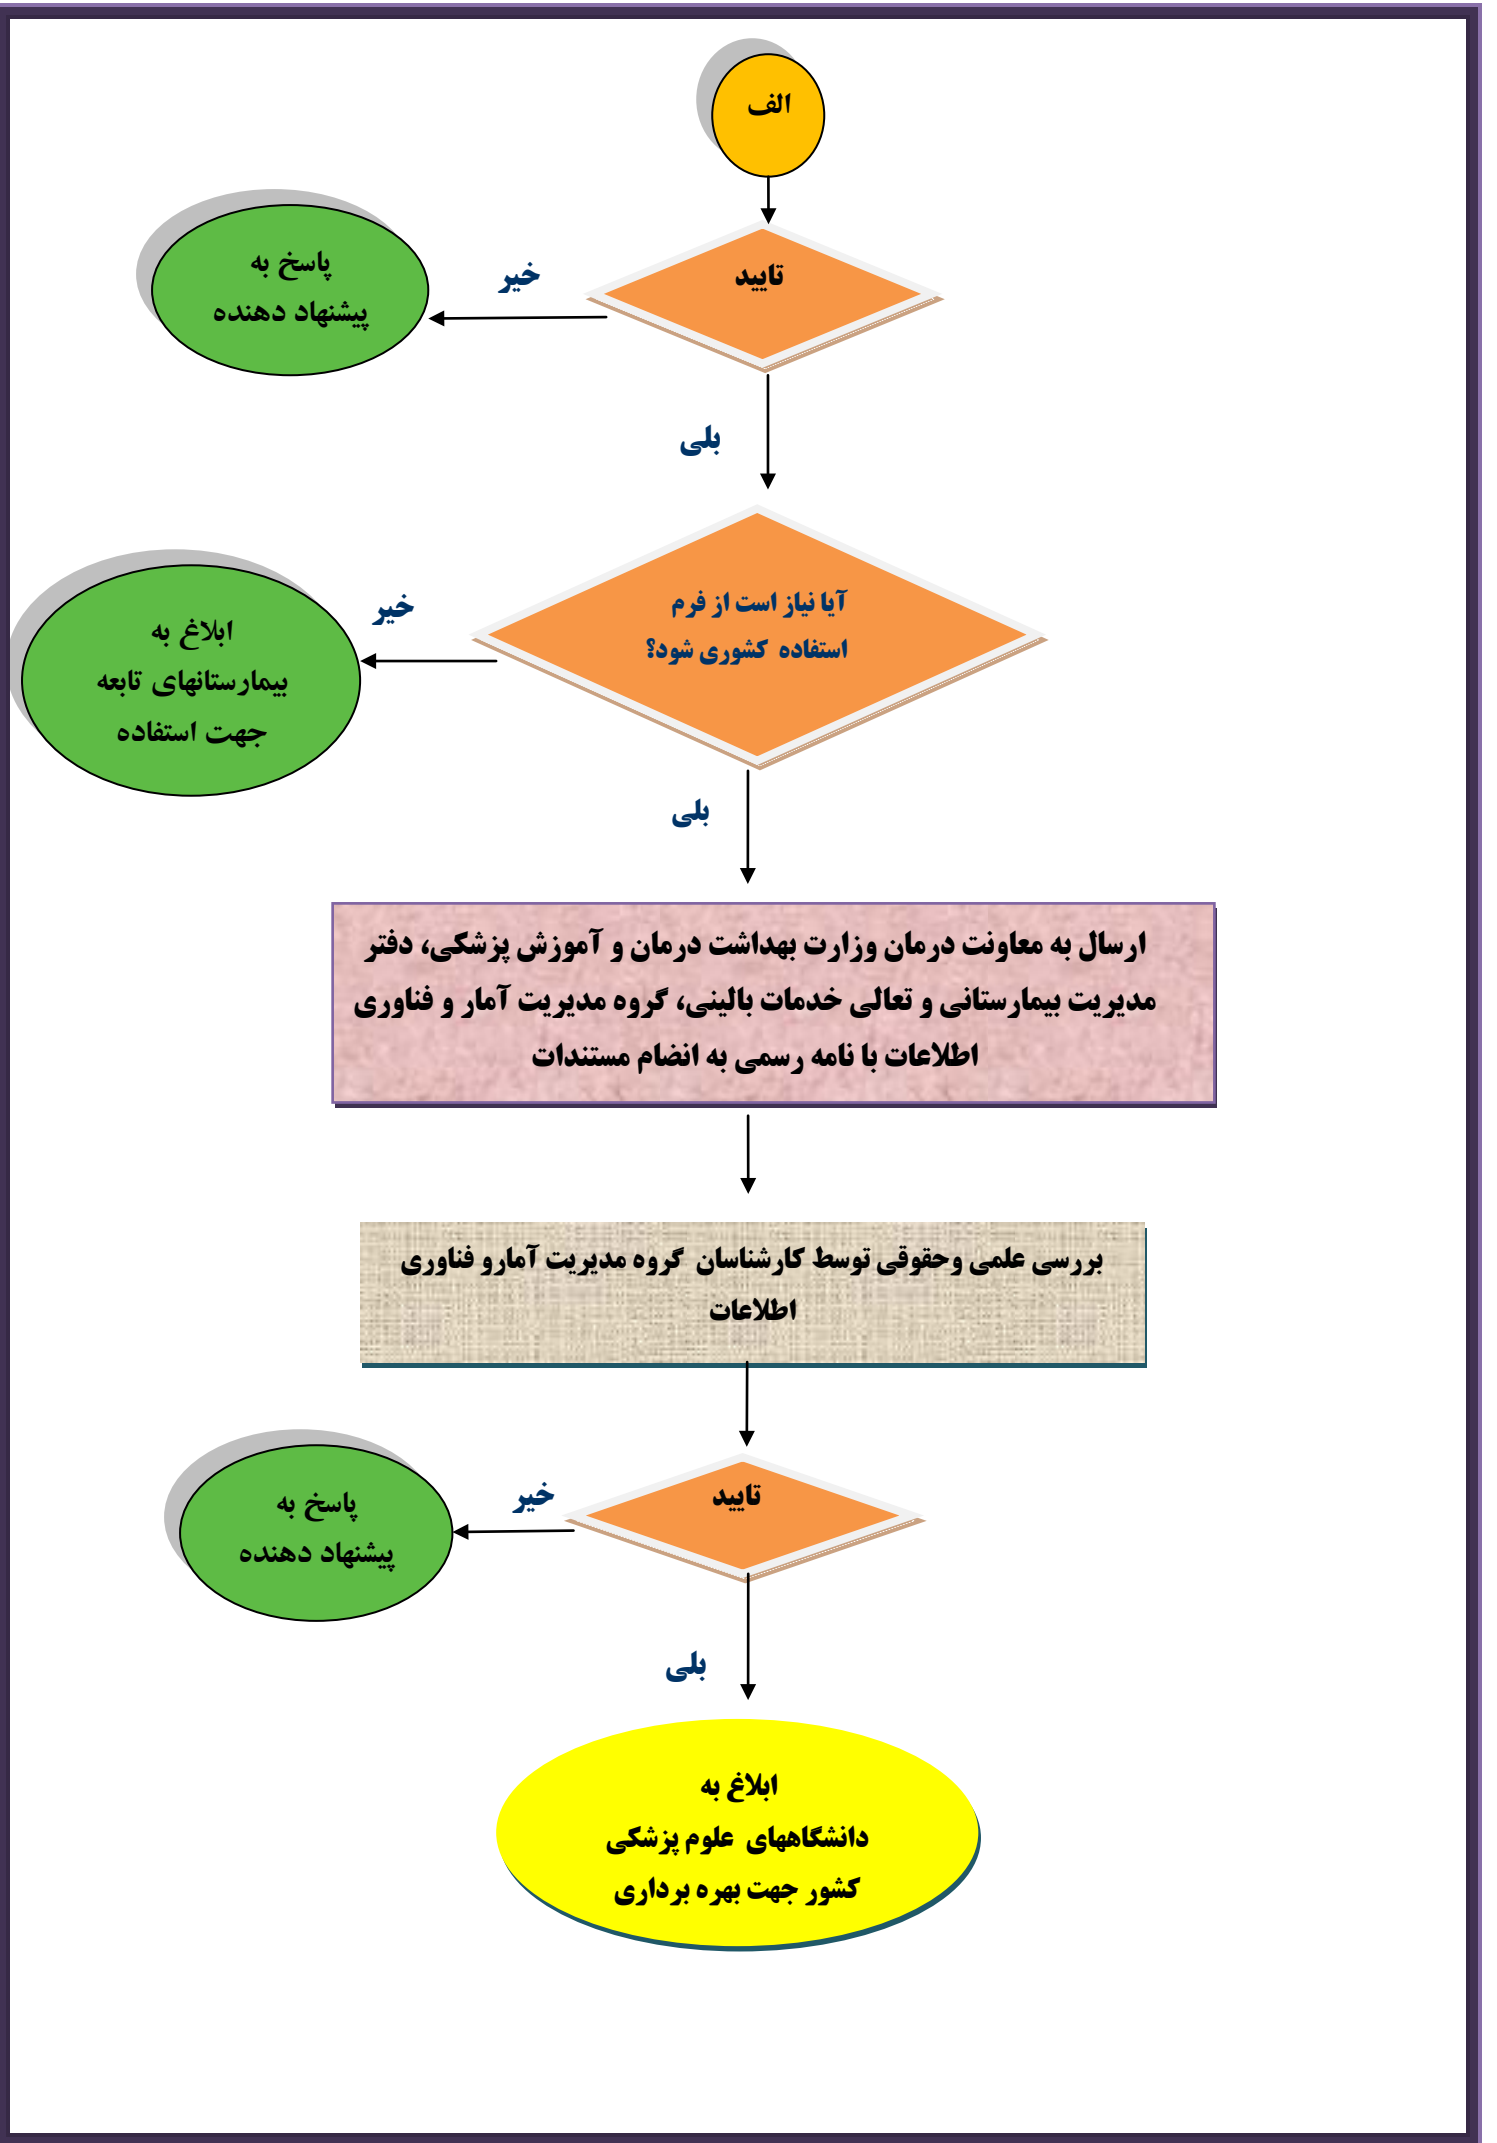 الف
تایید
خیر
پاسخ به
پیشنهاد دهنده
بلی
آیا نیاز است از فرم
استفاده کشوری شود؟
خیر
ابلاغ به
بیمارستانهای تابعه
جهت استفاده
بلی
ارسال به معاونت درمان وزارت بهداشت درمان و آموزش پزشکی، دفتر
مدیریت بیمارستانی و تعالی خدمات بالینی، گروه مدیریت آمار و فناوری
اطلاعات با نامه رسمی به انضام مستندات
بررسی علمی وحقوقی توسط کارشناسان گروه مدیریت آمارو فناوری
اطلاعات
تایید
خیر
پاسخ به
پیشنهاد دهنده
بلی
ابلاغ به
دانشگاههای علوم پزشکی
کشور جهت بهره برداری